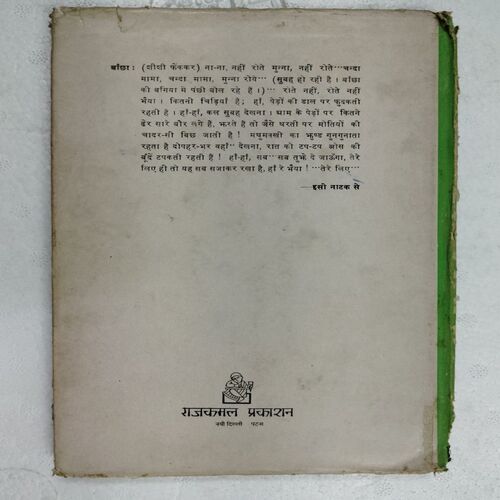 बाँछा : (शीशी फेंककर) ना-ना, नहीं रोते मुन्ना, नहीं रोते···चन्दा
मामा, चन्दा मामा, मुन्ना रोये··· (सुबह हो रही है । बाँछा
की बगिया में पंछी बोल रहे हैं ।)··· रोते नहीं, रोते नहीं
भैया ! कितनी चिड़ियाँ हैं; हाँ, पेड़ों की डाल पर फुदकती
रहती हैं । हाँ-हाँ, कल सुबह देखना । आम के पेड़ों पर कितने
ढेर सारे बौर लगे हैं, झरते हैं तो जैसे धरती पर मोतियों की
चादर-सी बिछ जाती है ! मधुमक्खी का झुण्ड गुनगुनाता
रहता है दोपहर-भर वहाँ··· देखना, रात को टप-टप ओस की
बूँदें टपकती रहती हैं ! हाँ-हाँ, सब···सब तुझे दे जाऊँगा, तेरे
लिए ही तो यह सब सजाकर रखा है, हाँ रे भैया ! ···तेरे लिए···
—इसी नाटक से
राजकमल प्रकाशन
नयी दिल्ली पटना